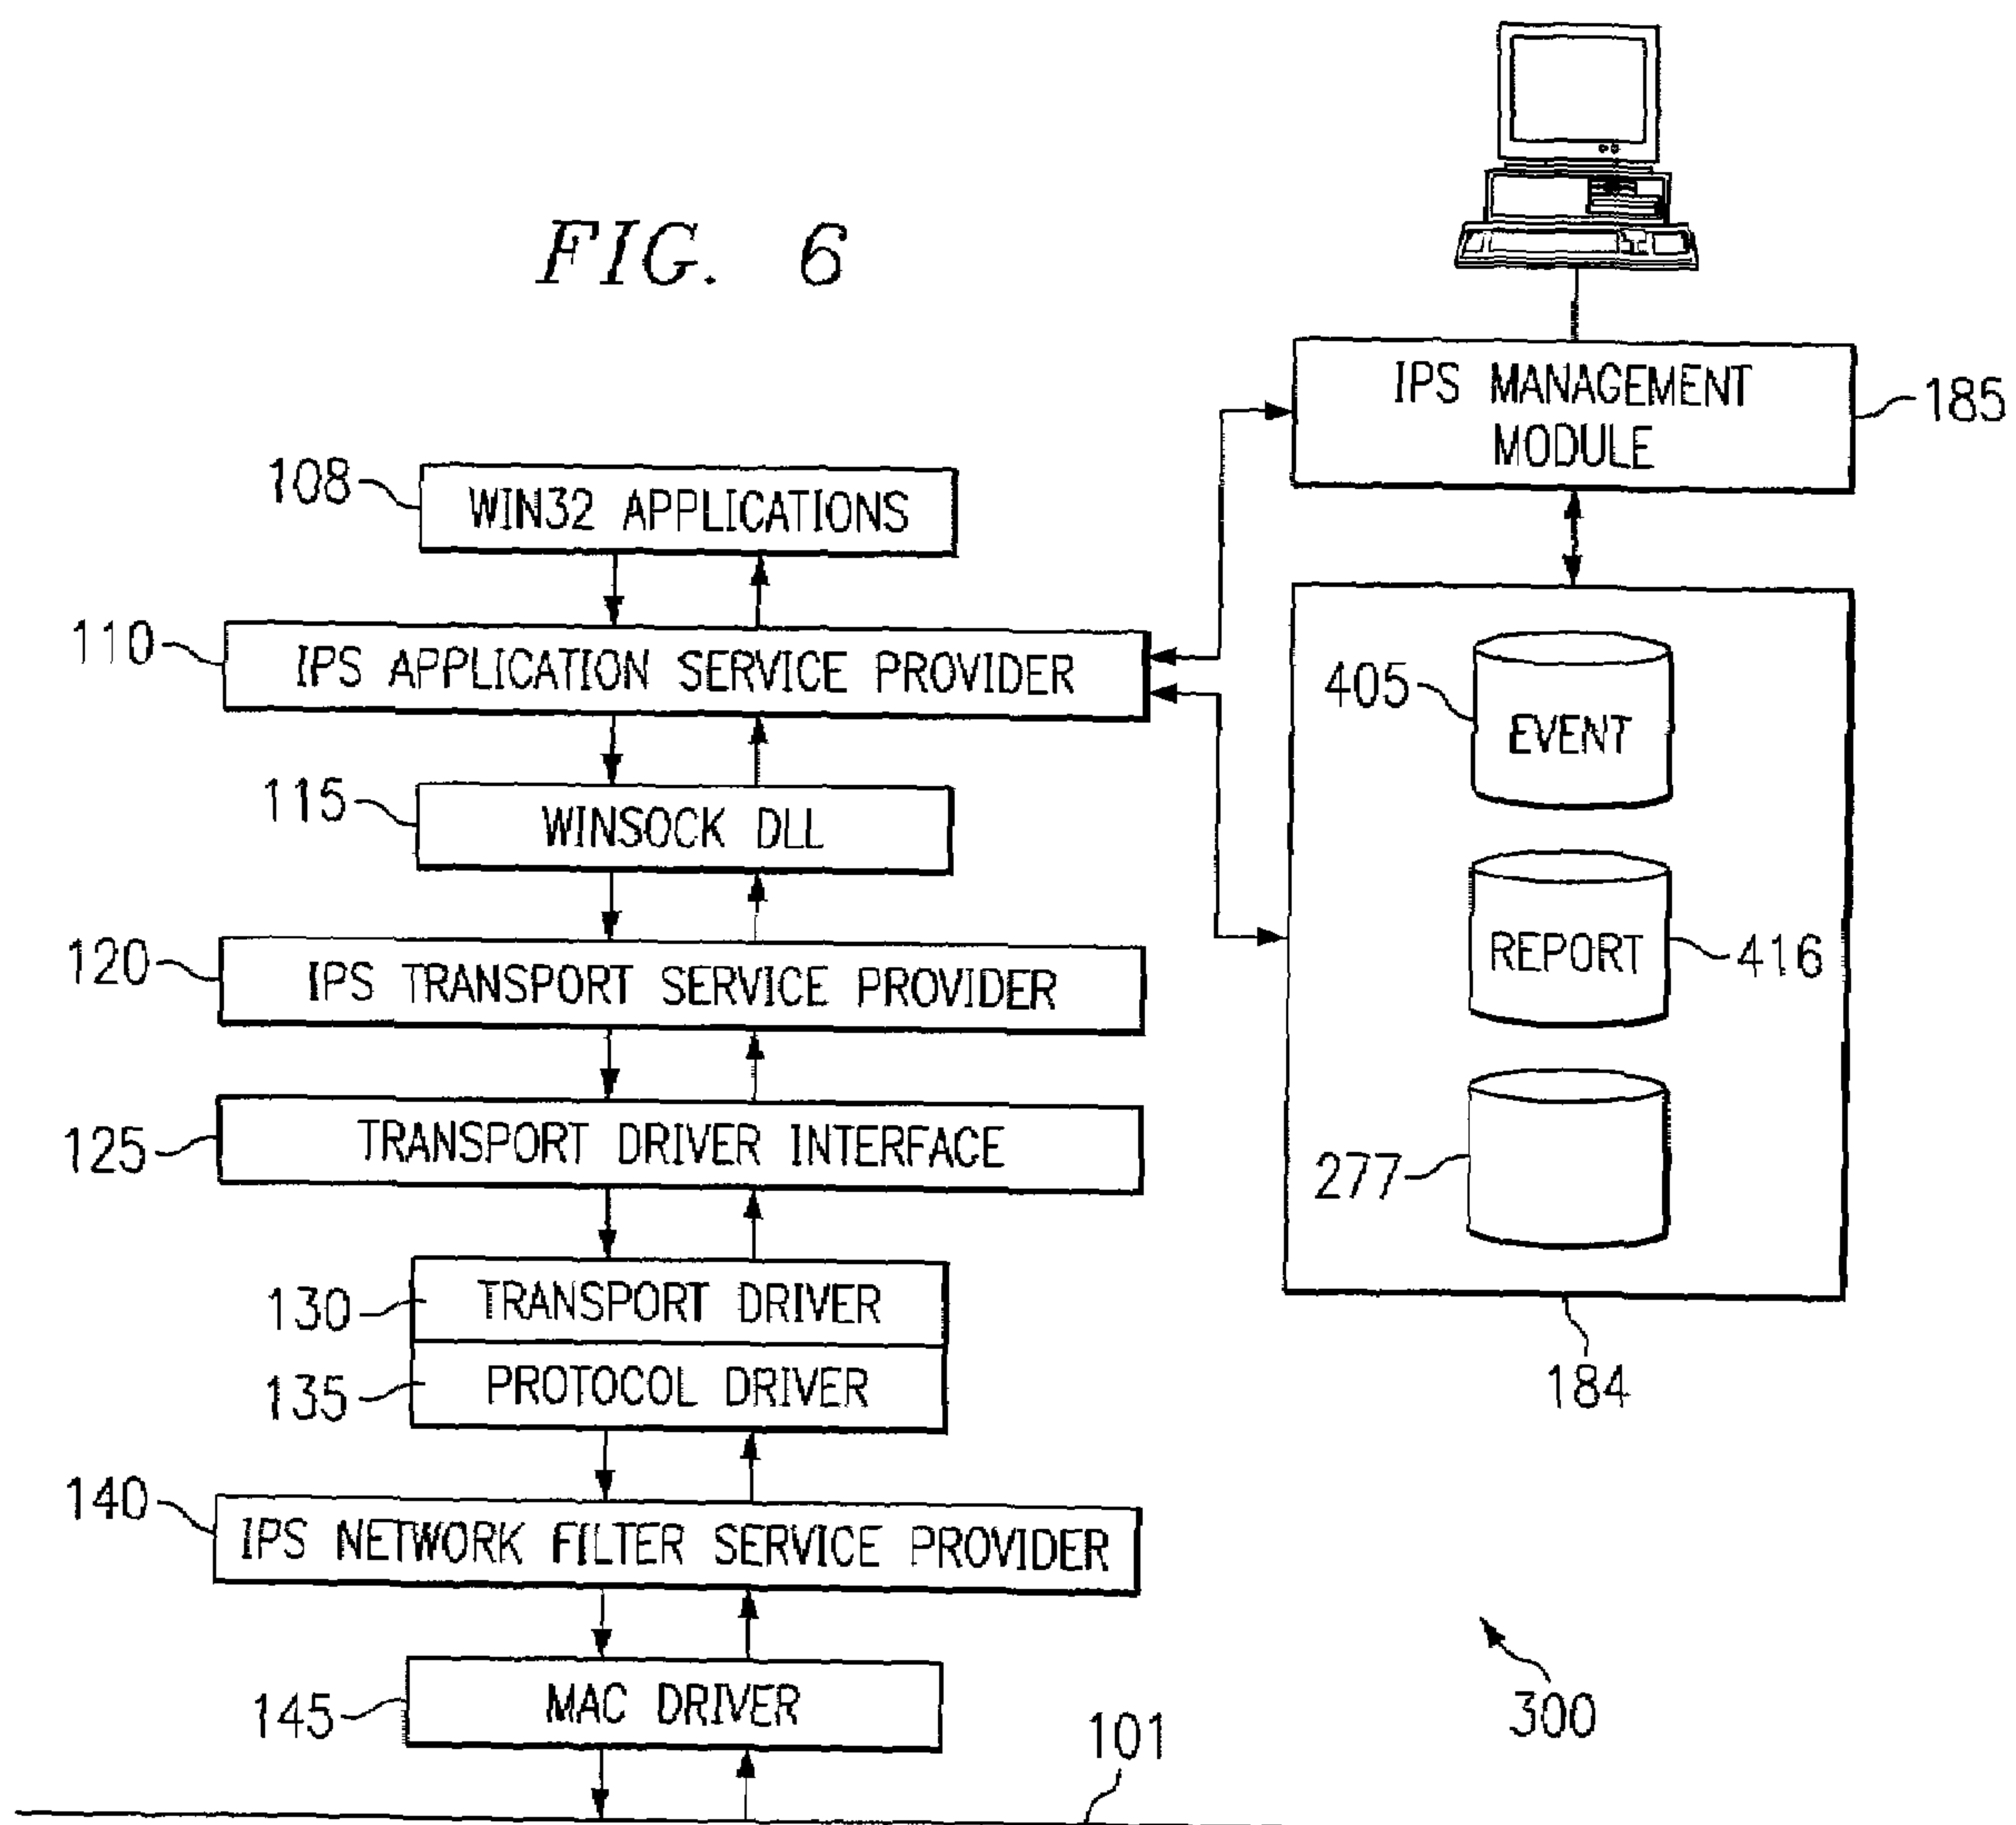 FIG. 6
IPS MANAGEMENT
MODULE
185
108
WIN32 APPLICATIONS
110
IPS APPLICATION SERVICE PROVIDER
405
EVENT
115
WINSOCK DLL
REPORT
416
120
IPS TRANSPORT SERVICE PROVIDER
125
TRANSPORT DRIVER INTERFACE
277
130
TRANSPORT DRIVER
135
PROTOCOL DRIVER
184
140
IPS NETWORK FILTER SERVICE PROVIDER
145
MAC DRIVER
300
101